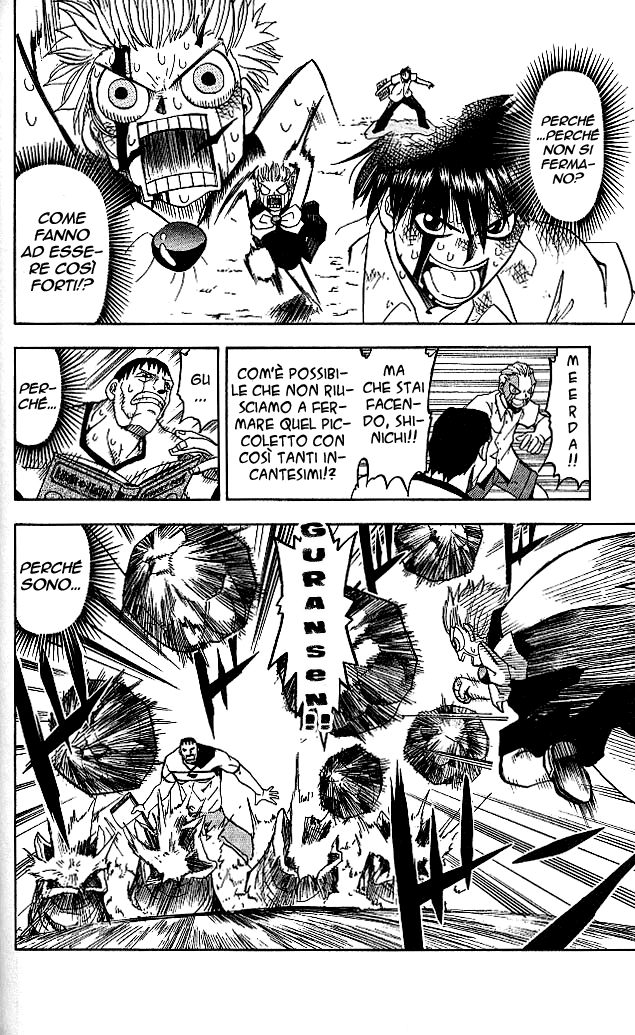 PERCHÉ
...PERCHÉ
NON SI
FERMA-
NO?
COME
FANNO
AD ESSE-
RE COSÌ
FORTI!?
MEERDA!!
MA
CHE STAI
FACEN-
DO, SHI-
NICHI!!
COM'È POSSIBI-
LE CHE NON RIU-
SCIAMO A FER-
MARE QUEL PIC-
COLETTO CON
COSÌ TANTI IN-
CANTESIMI!?
GU
...
PER-
CHÉ...
GURANSEN!!
PERCHÉ
SONO...